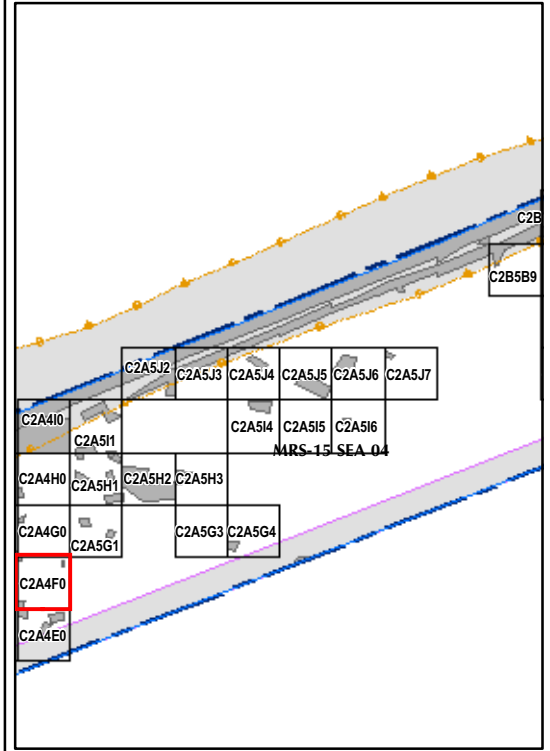 C2B
C2B5B9
C2A5J2
C2A5J3
C2A5J4
C2A5J5
C2A5J6
C2A5J7
C2A4I0
C2A5I1
C2A5I4
C2A5I5
C2A5I6
MRS-15 SEA 04
C2A4H0
C2A5H1
C2A5H2
C2A5H3
C2A4G0
C2A5G1
C2A5G3
C2A5G4
C2A4F0
C2A4E0